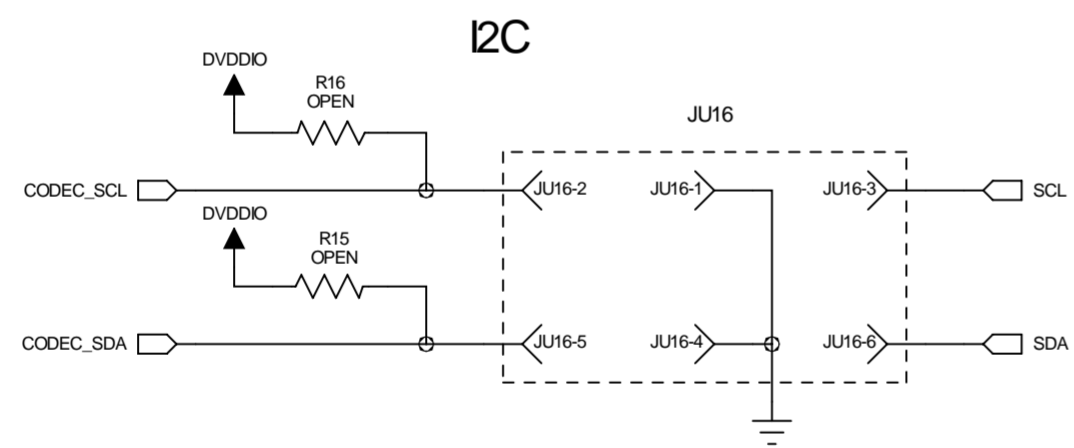 I2C
DVDDIO
R16
OPEN
JU16
CODEC_SCL
JU16-2
JU16-1
JU16-3
SCL
DVDDIO
R15
OPEN
CODEC_SDA
JU16-5
JU16-4
JU16-6
SDA